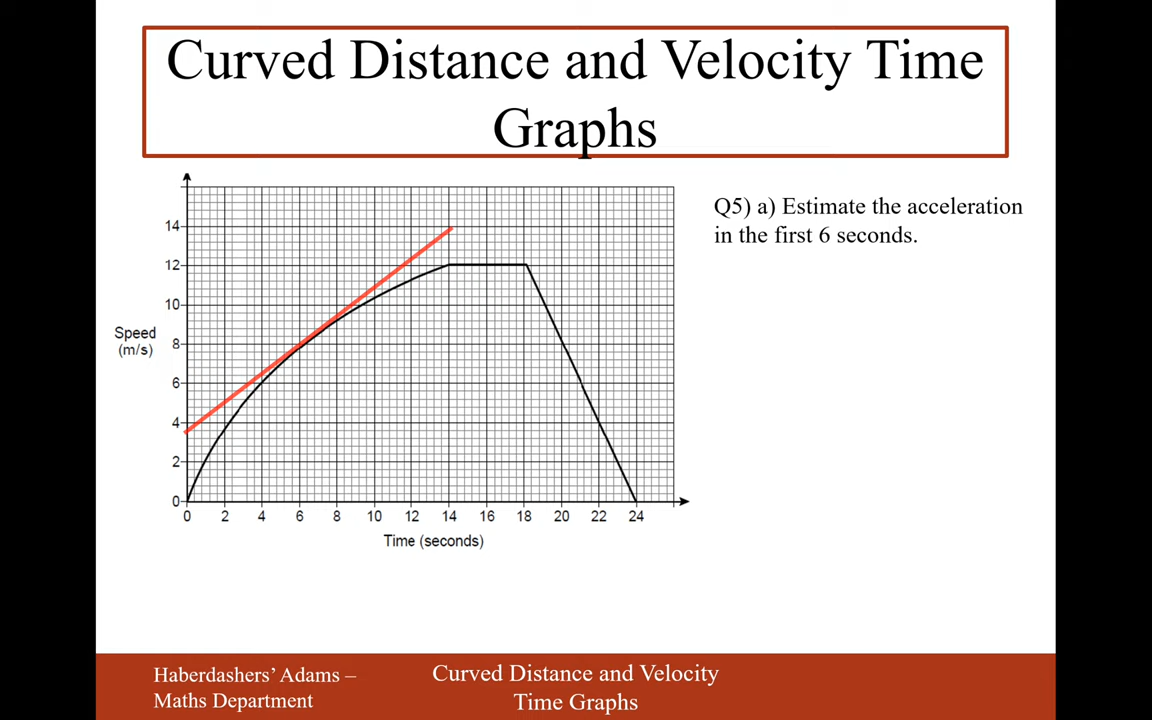 Curved Distance and Velocity Time
Graphs
Q5) a) Estimate the acceleration
in the first 6 seconds.
14
12
10
Speed
(m/s)
8
6
4
2
0
0 2 4 6 8 10 12 14 16 18 20 22 24
Time (seconds)
Haberdashers' Adams –
Maths Department
Curved Distance and Velocity
Time Graphs